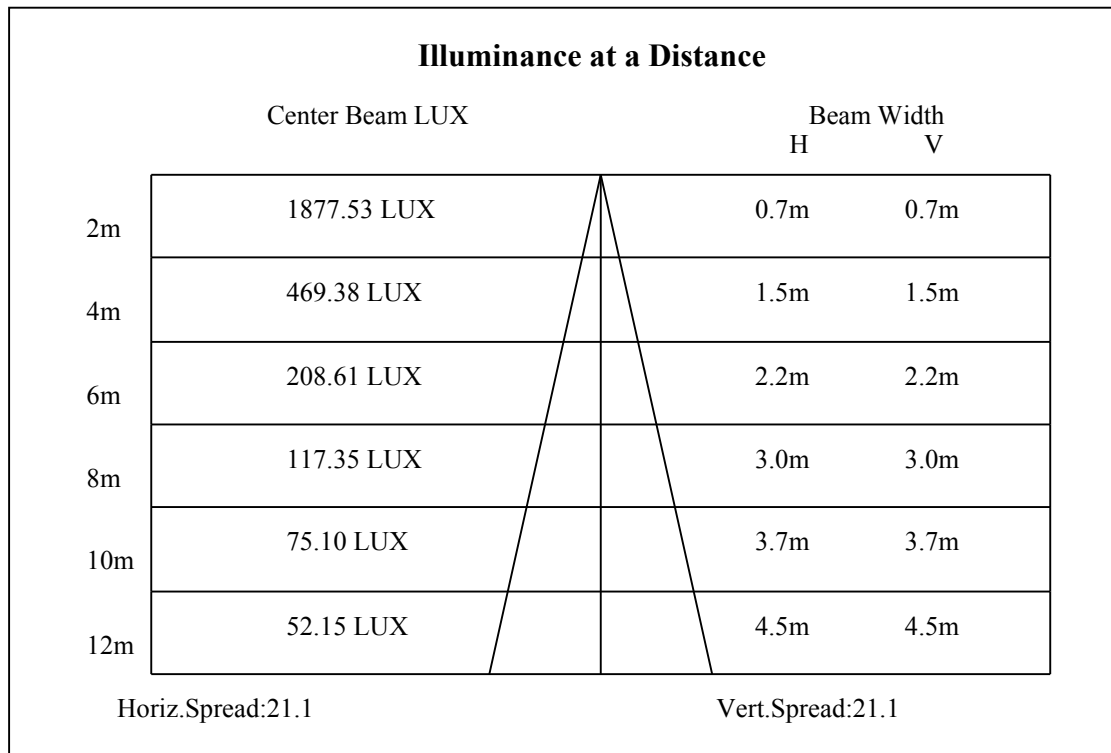 Illuminance at a Distance
Center Beam LUX Beam Width
H V
2m 1877.53 LUX 0.7m 0.7m
4m 469.38 LUX 1.5m 1.5m
6m 208.61 LUX 2.2m 2.2m
8m 117.35 LUX 3.0m 3.0m
10m 75.10 LUX 3.7m 3.7m
12m 52.15 LUX 4.5m 4.5m
Horiz.Spread:21.1 Vert.Spread:21.1